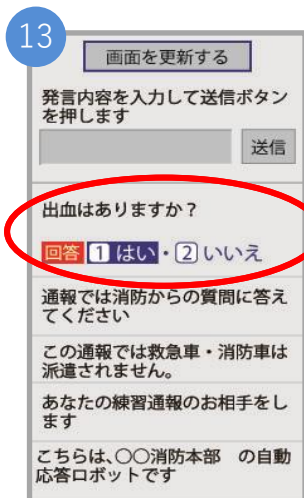 13
画面を更新する
発言内容を入力して送信ボタン
を押します
送信
出血はありますか？
回答 1 はい・2 いいえ
通報では消防からの質問に答え
てください
この通報では救急車・消防車は
派遣されません。
あなたの練習通報のお相手をし
ます
こちらは、〇〇消防本部　の自動
応答ロボットです